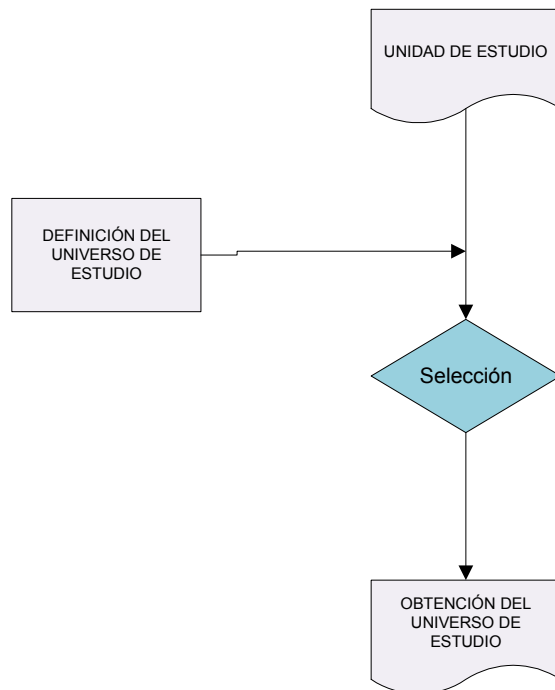 UNIDAD DE ESTUDIO
DEFINICIÓN DEL
UNIVERSO DE
ESTUDIO
Selección
OBTENCIÓN DEL
UNIVERSO DE
ESTUDIO